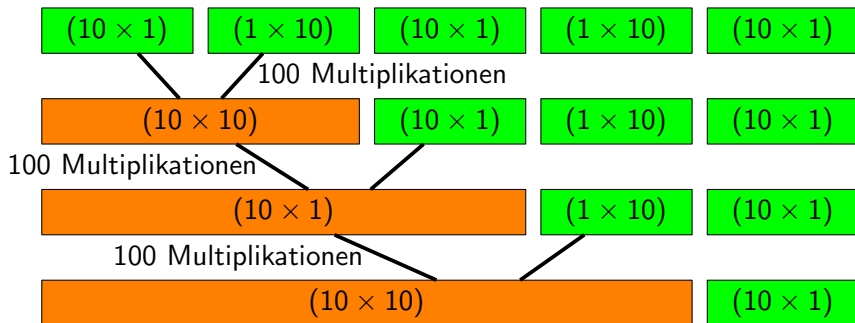 (10 × 1) (1 × 10) (10 × 1) (1 × 10) (10 × 1)
100 Multiplikationen
(10 × 10) (10 × 1) (1 × 10) (10 × 1)
100 Multiplikationen
(10 × 1) (1 × 10) (10 × 1)
100 Multiplikationen
(10 × 10) (10 × 1)